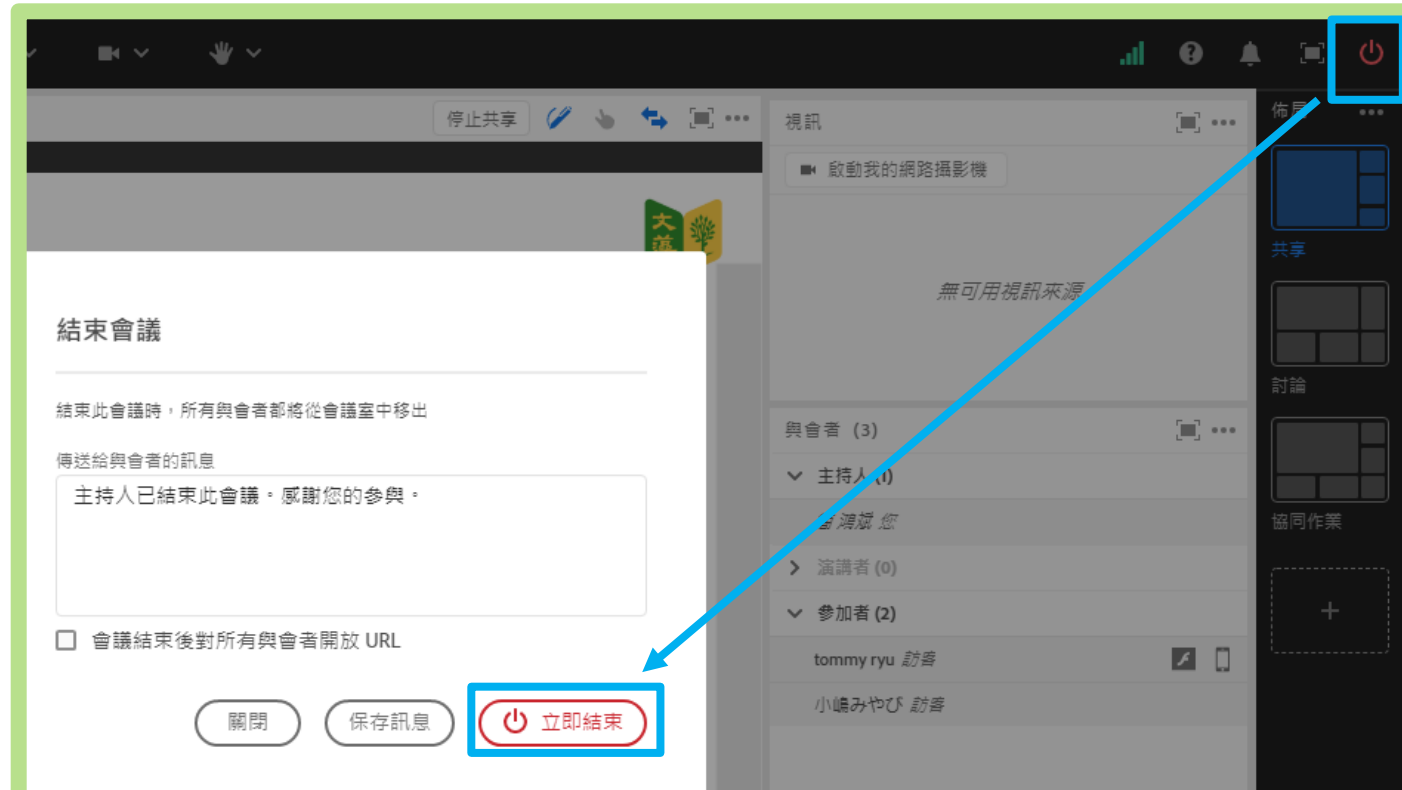 停止共享
視訊
佈局
啟動我的網路攝影機
文
藻
共享
無可用視訊來源
結束會議
討論
結束此會議時，所有與會者都將從會議室中移出
與會者 (3)
傳送給與會者的訊息
主持人已結束此會議。感謝您的參與。
主持人 (1)
鴻斌 您
協同作業
演講者 (0)
參加者 (2)
會議結束後對所有與會者開放 URL
tommy ryu 訪客
小嶋みやび 訪客
關閉
保存訊息
立即結束